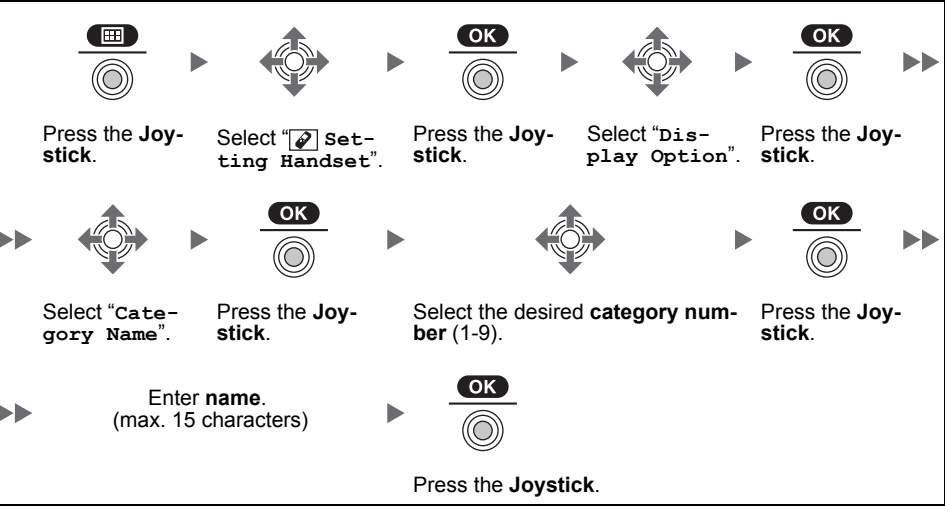 OK OK
Press the Joy-
stick.
Select “ Set-
ting Handset”.
Press the Joy-
stick.
Select “Dis-
play Option”.
Press the Joy-
stick.
OK OK
Select “Cate-
gory Name”.
Press the Joy-
stick.
Select the desired category num-
ber (1-9).
Press the Joy-
stick.
Enter name.
(max. 15 characters)
OK
Press the Joystick.